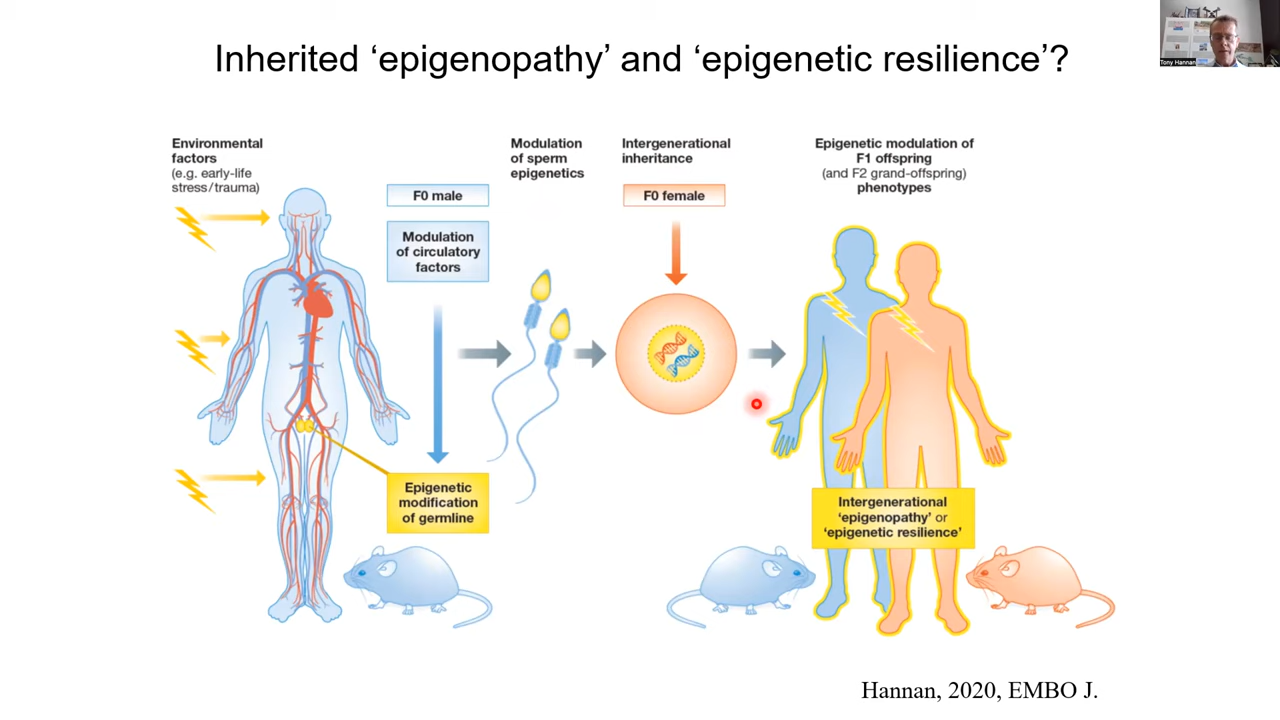 Inherited ‘epigenopathy’ and ‘epigenetic resilience’?
Tony Hannan
Environmental
factors
(e.g. early-life
stress/trauma)
F0 male
Modulation
of circulatory
factors
Epigenetic
modification
of germline
Modulation
of sperm
epigenetics
Intergenerational
inheritance
F0 female
Epigenetic modulation of
F1 offspring
(and F2 grand-offspring)
phenotypes
Intergenerational
‘epigenopathy’ or
‘epigenetic resilience’
Hannan, 2020, EMBO J.